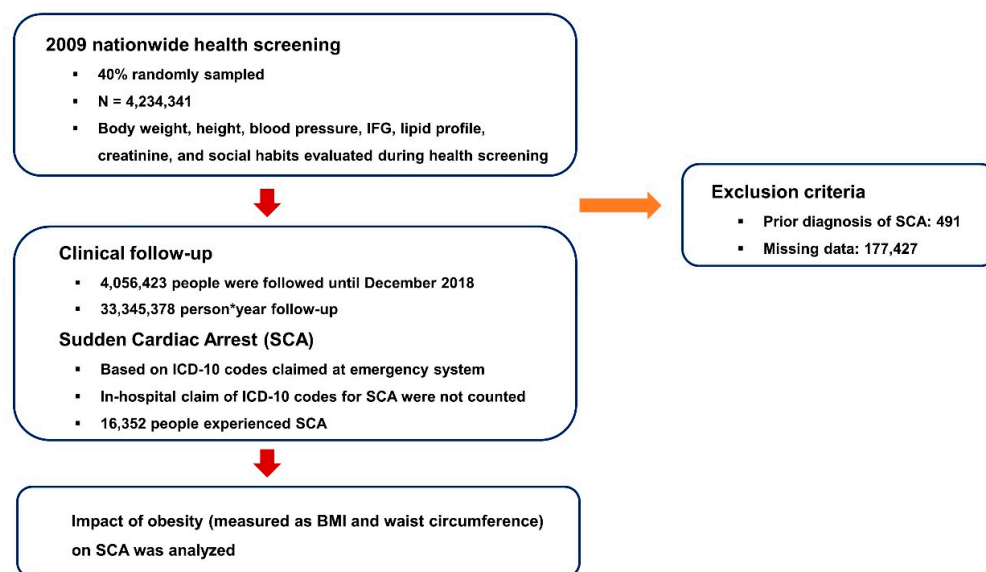 2009 nationwide health screening
▪ 40% randomly sampled
▪ N = 4,234,341
▪ Body weight, height, blood pressure, IFG, lipid profile,
creatinine, and social habits evaluated during health screening
Exclusion criteria
▪ Prior diagnosis of SCA: 491
▪ Missing data: 177,427
Clinical follow-up
▪ 4,056,423 people were followed until December 2018
▪ 33,345,378 person*year follow-up
Sudden Cardiac Arrest (SCA)
▪ Based on ICD-10 codes claimed at emergency system
▪ In-hospital claim of ICD-10 codes for SCA were not counted
▪ 16,352 people experienced SCA
Impact of obesity (measured as BMI and waist circumference)
on SCA was analyzed